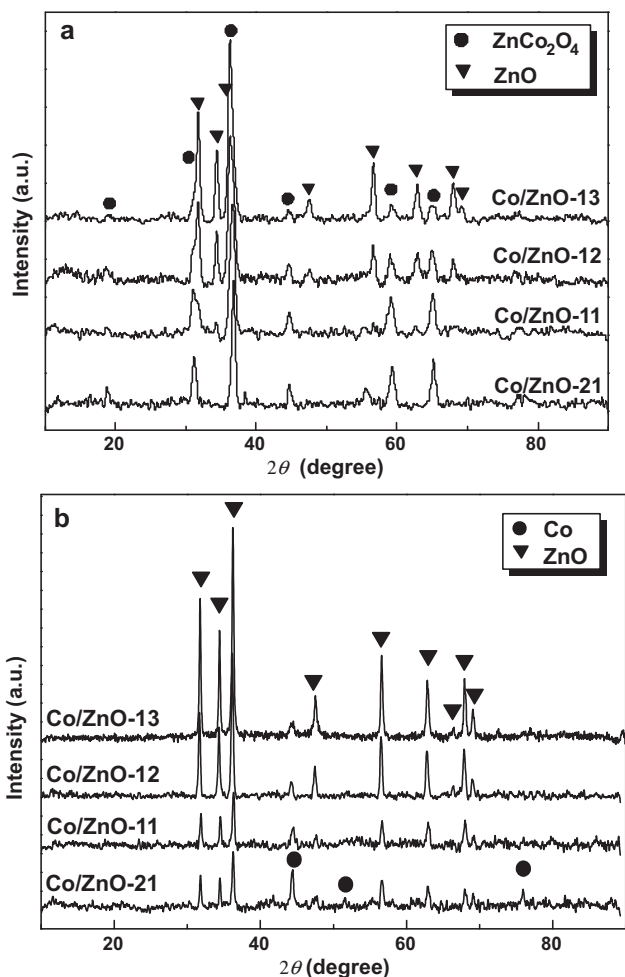 a
ZnCo₂O₄
ZnO
Co/ZnO-13
Co/ZnO-12
Co/ZnO-11
Co/ZnO-21
Intensity (a.u.)
20 40 60 80
2θ (degree)
b
Co
ZnO
Co/ZnO-13
Co/ZnO-12
Co/ZnO-11
Co/ZnO-21
Intensity (a.u.)
20 40 60 80
2θ (degree)